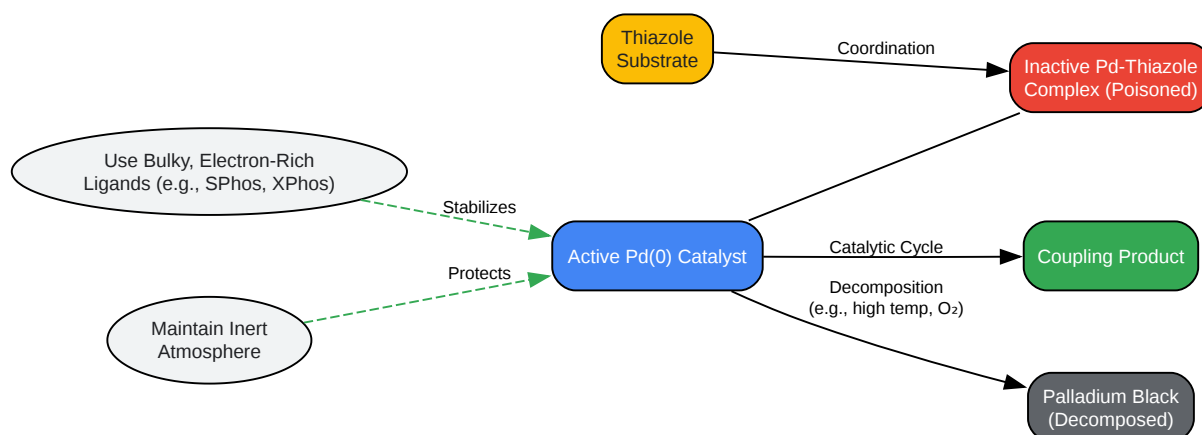 Thiazole
Substrate
Coordination
Inactive Pd-Thiazole
Complex (Poisoned)
Use Bulky, Electron-Rich
Ligands (e.g., SPhos, XPhos)
Stabilizes
Active Pd(0) Catalyst
Catalytic Cycle
Coupling Product
Protects
Decomposition
(e.g., high temp, O₂)
Maintain Inert
Atmosphere
Palladium Black
(Decomposed)